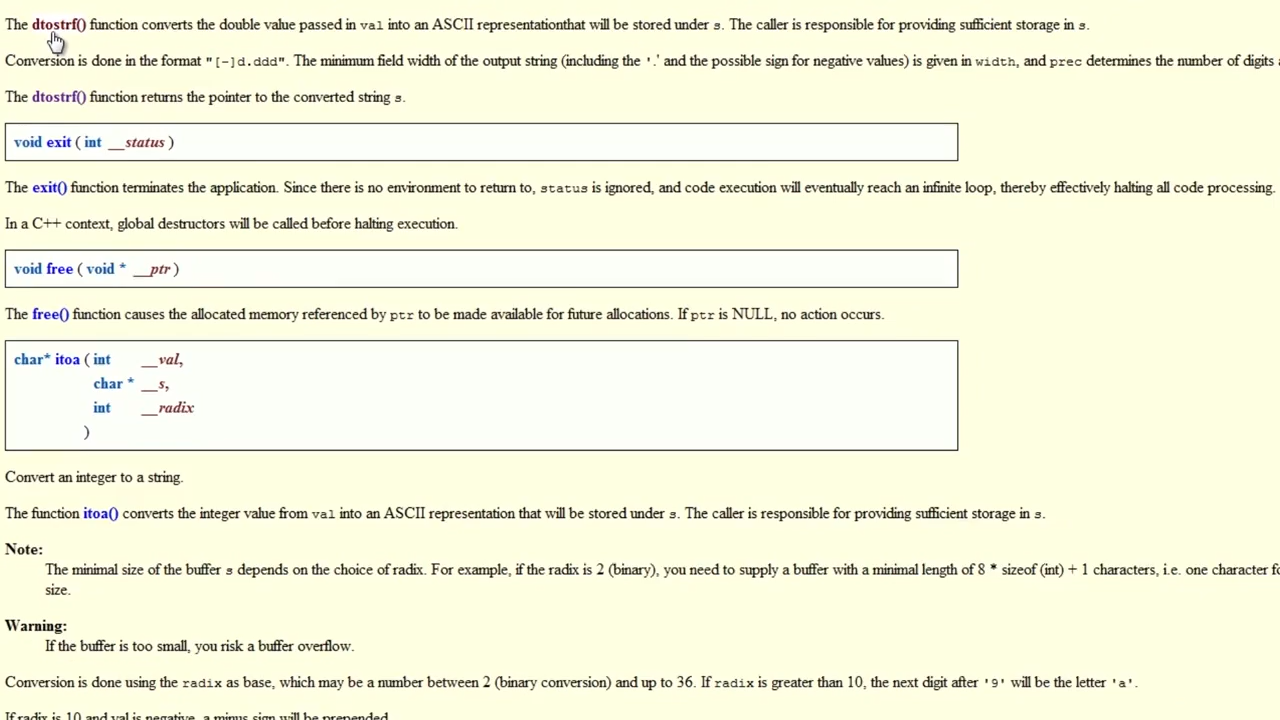 The dtostrf() function converts the double value passed in val into an ASCII representationthat will be stored under s. The caller is responsible for providing sufficient storage in s.
Conversion is done in the format "[-]d.ddd". The minimum field width of the output string (including the '.' and the possible sign for negative values) is given in width, and prec determines the number of digits
The dtostrf() function returns the pointer to the converted string s.
void exit ( int __status )
The exit() function terminates the application. Since there is no environment to return to, status is ignored, and code execution will eventually reach an infinite loop, thereby effectively halting all code processing.
In a C++ context, global destructors will be called before halting execution.
void free ( void * __ptr )
The free() function causes the allocated memory referenced by ptr to be made available for future allocations. If ptr is NULL, no action occurs.
char* itoa ( int __val,
char * __s,
int __radix
)
Convert an integer to a string.
The function itoa() converts the integer value from val into an ASCII representation that will be stored under s. The caller is responsible for providing sufficient storage in s.
Note:
The minimal size of the buffer s depends on the choice of radix. For example, if the radix is 2 (binary), you need to supply a buffer with a minimal length of 8 * sizeof (int) + 1 characters, i.e. one character
size.
Warning:
If the buffer is too small, you risk a buffer overflow.
Conversion is done using the radix as base, which may be a number between 2 (binary conversion) and up to 36. If radix is greater than 10, the next digit after '9' will be the letter 'a'.
If radix is 10 and val is negative, a minus sign will be prepended.